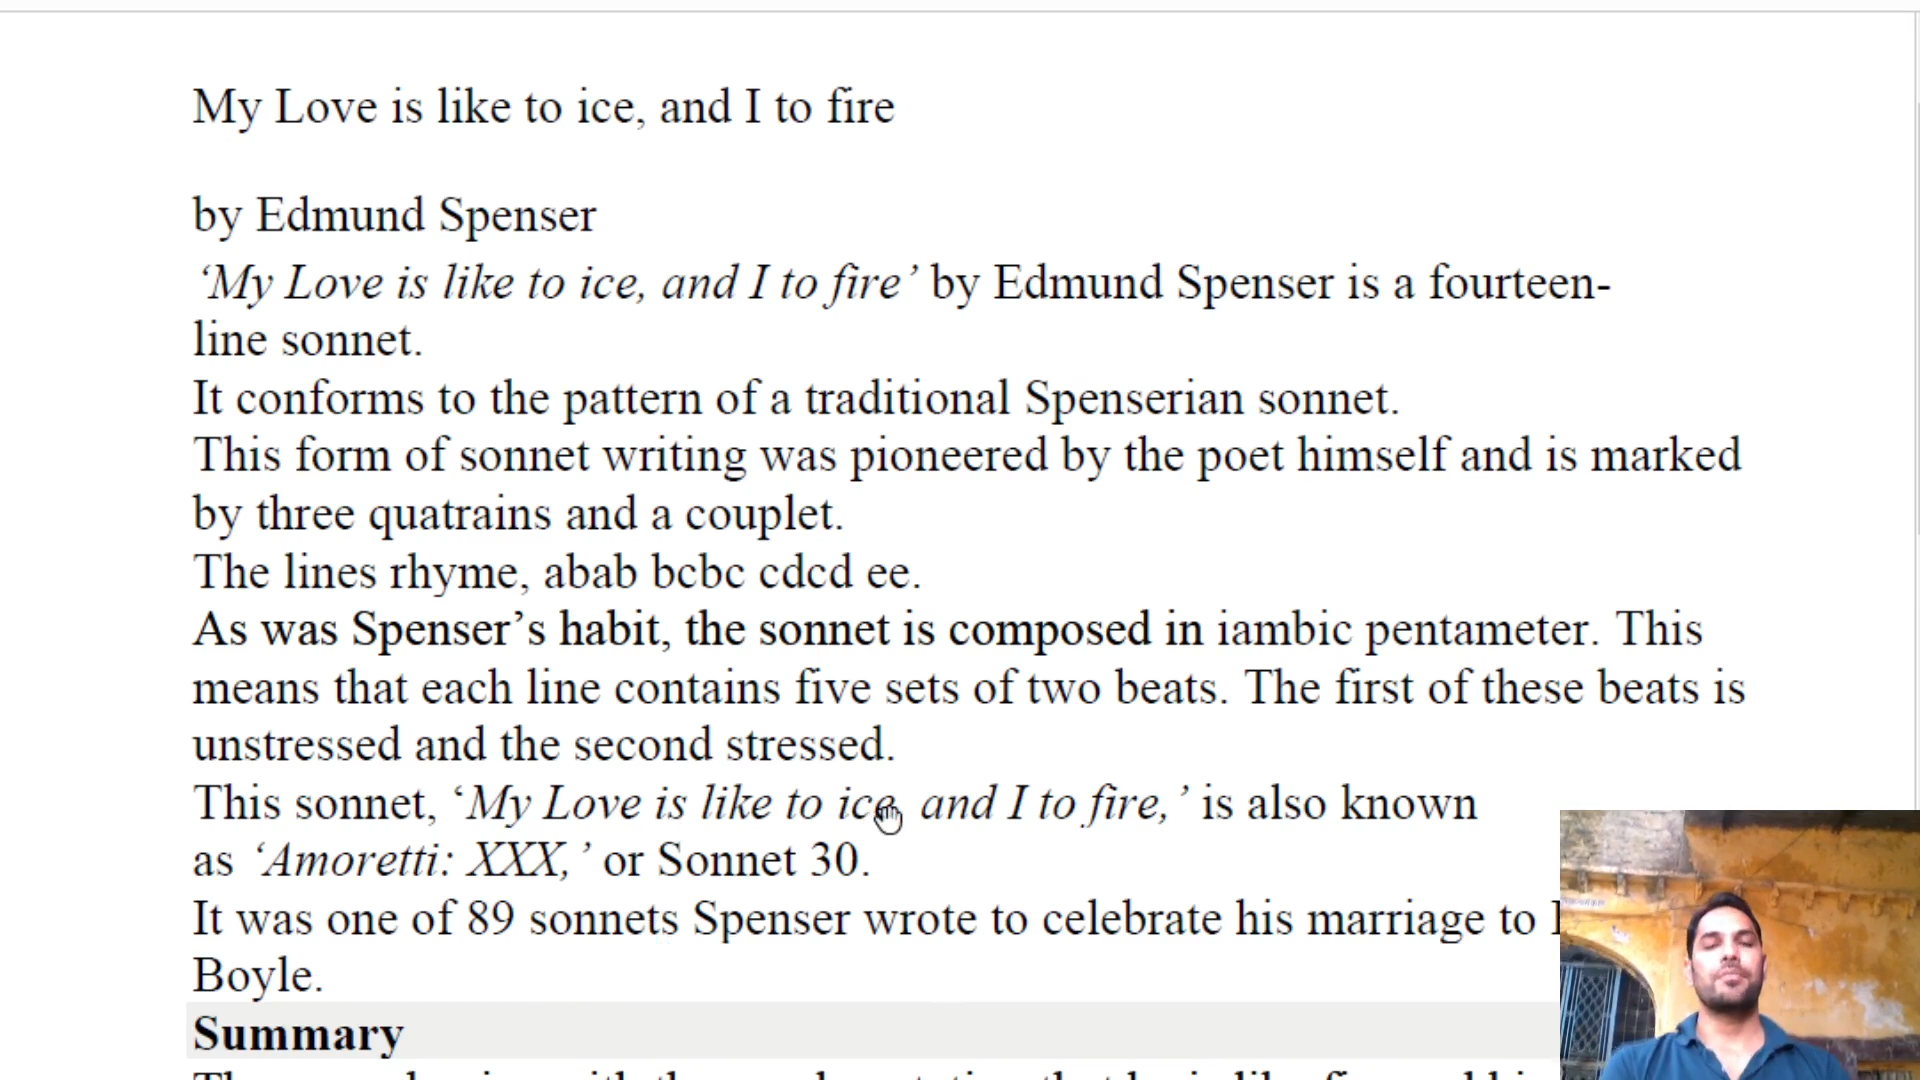 My Love is like to ice, and I to fire
by Edmund Spenser
‘My Love is like to ice, and I to fire’ by Edmund Spenser is a fourteen-
line sonnet.
It conforms to the pattern of a traditional Spenserian sonnet.
This form of sonnet writing was pioneered by the poet himself and is marked
by three quatrains and a couplet.
The lines rhyme, abab bcbc cdcd ee.
As was Spenser’s habit, the sonnet is composed in iambic pentameter. This
means that each line contains five sets of two beats. The first of these beats is
unstressed and the second stressed.
This sonnet, ‘My Love is like to ice, and I to fire,’ is also known
as ‘Amoretti: XXX,’ or Sonnet 30.
It was one of 89 sonnets Spenser wrote to celebrate his marriage to
Boyle.
Summary